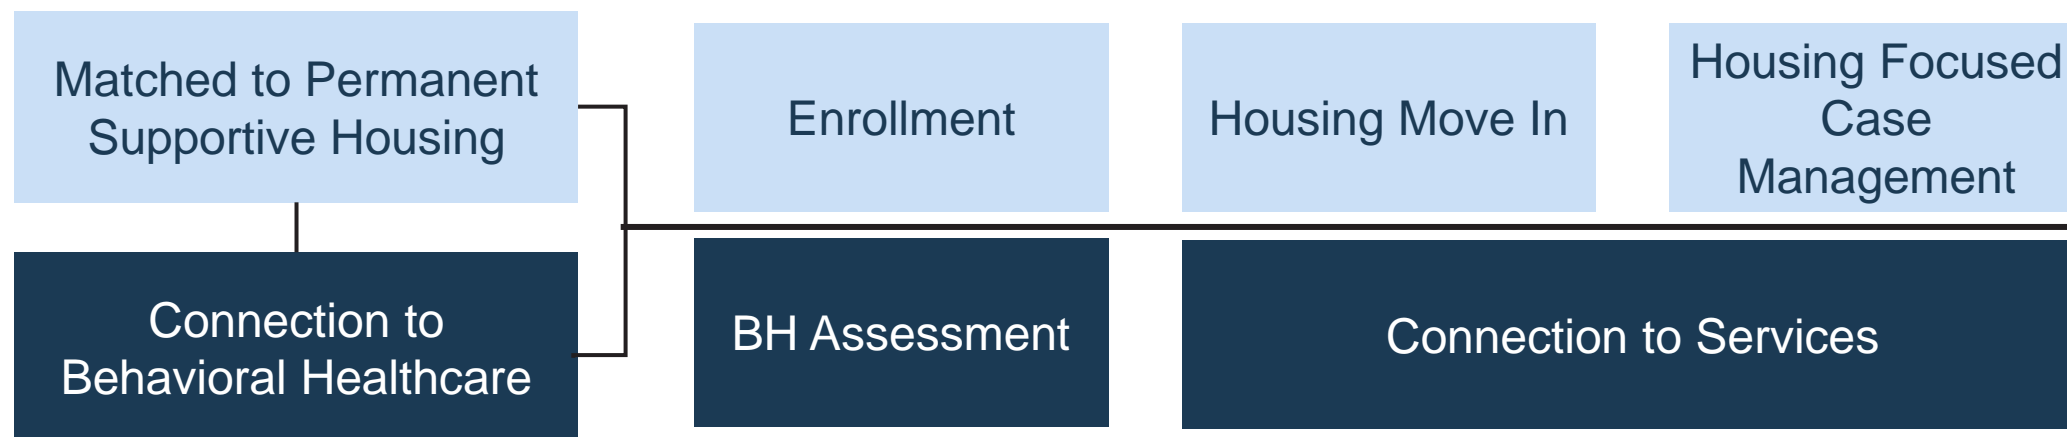 Matched to Permanent
Supportive Housing
Enrollment
Housing Move In
Housing Focused
Case
Management
Connection to
Behavioral Healthcare
BH Assessment
Connection to Services